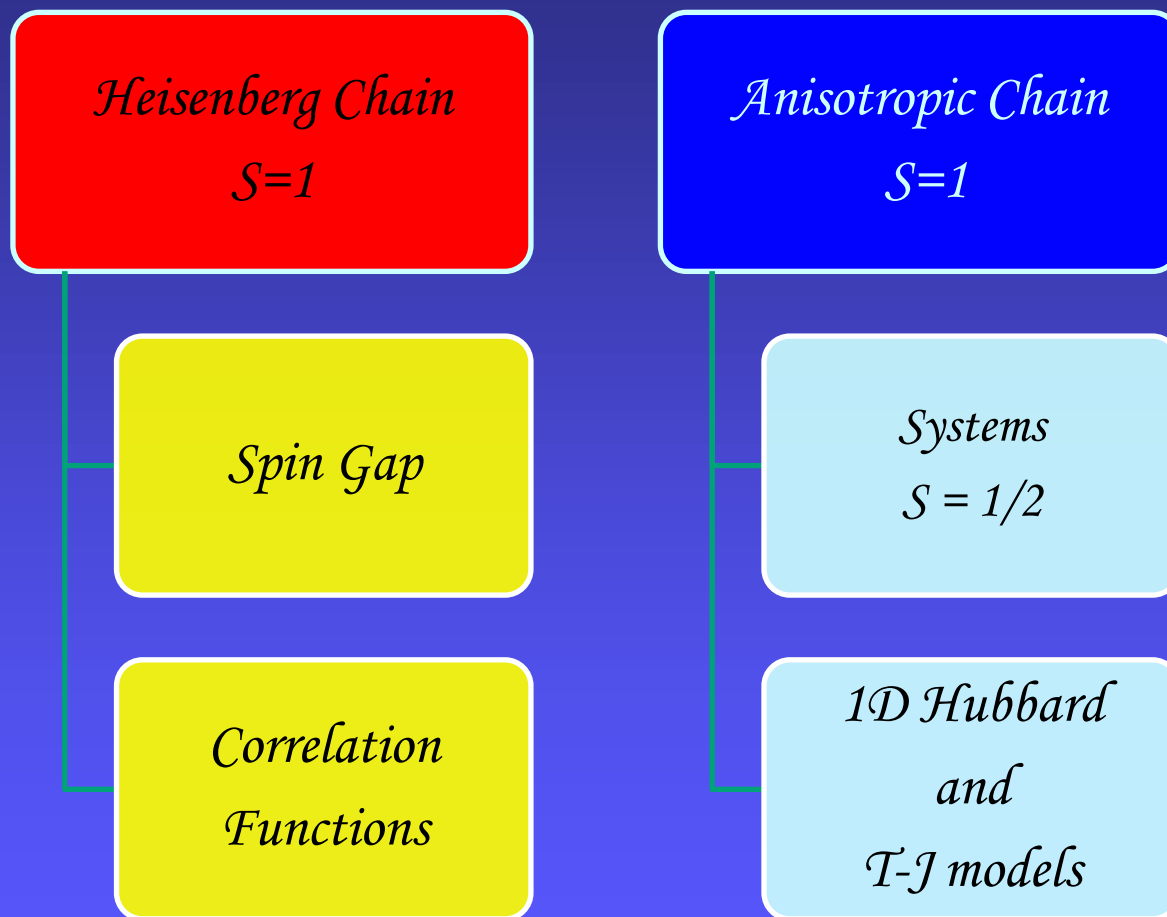 Heisenberg Chain
S=1
Spin Gap
Correlation
Functions
Anisotropic Chain
S=1
Systems
S = 1/2
1D Hubbard
and
T-J models